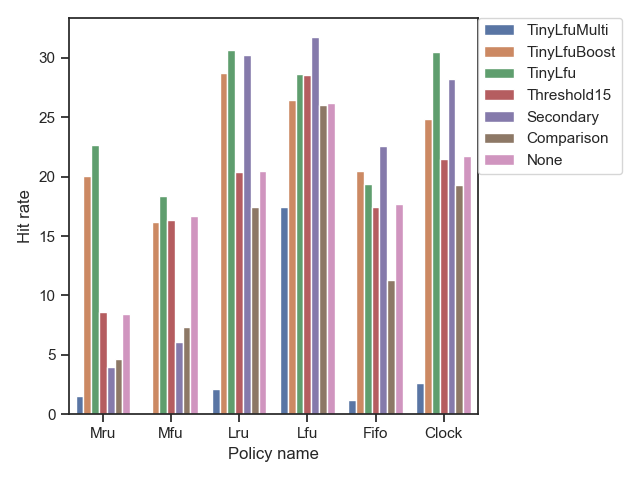 TinyLfuMulti
TinyLfuBoost
TinyLfu
Threshold15
Secondary
Comparison
None
30
25
20
15
10
5
0
Hit rate
Mru Mfu Lru Lfu Fifo Clock
Policy name